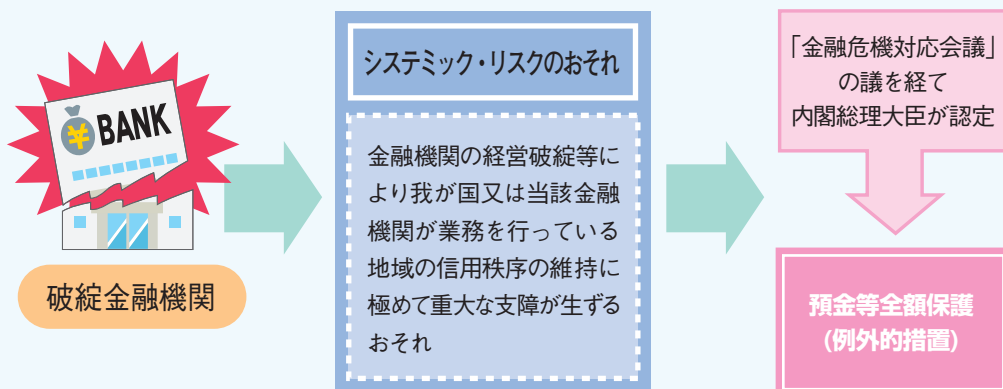 ¥
BANK
破綻金融機関
システミック・リスクのおそれ
金融機関の経営破綻等に
より我が国又は当該金融
機関が業務を行っている
地域の信用秩序の維持に
極めて重大な支障が生ずる
おそれ
「金融危機対応会議」
の議を経て
内閣総理大臣が認定
預金等全額保護
(例外的措置)